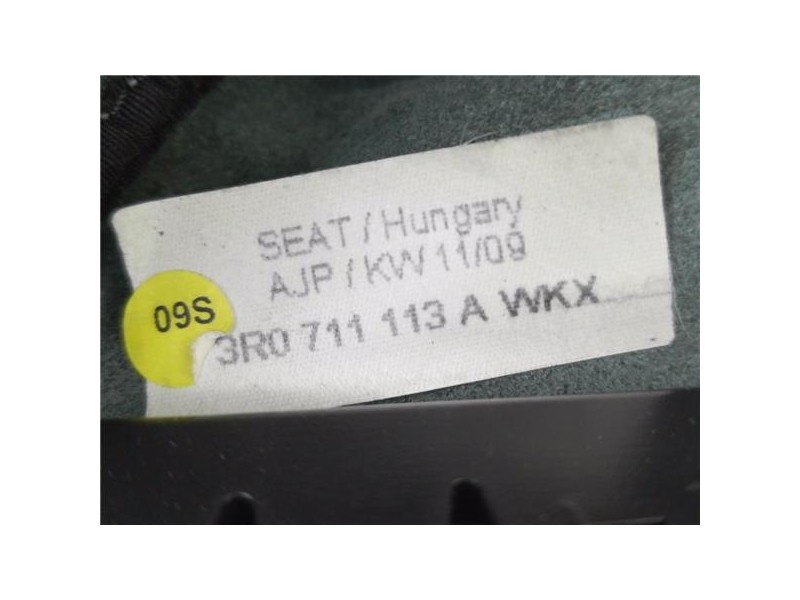 SEAT / Hungary
AJP / KW 11/09
3R0 711 113 A WKX
09S